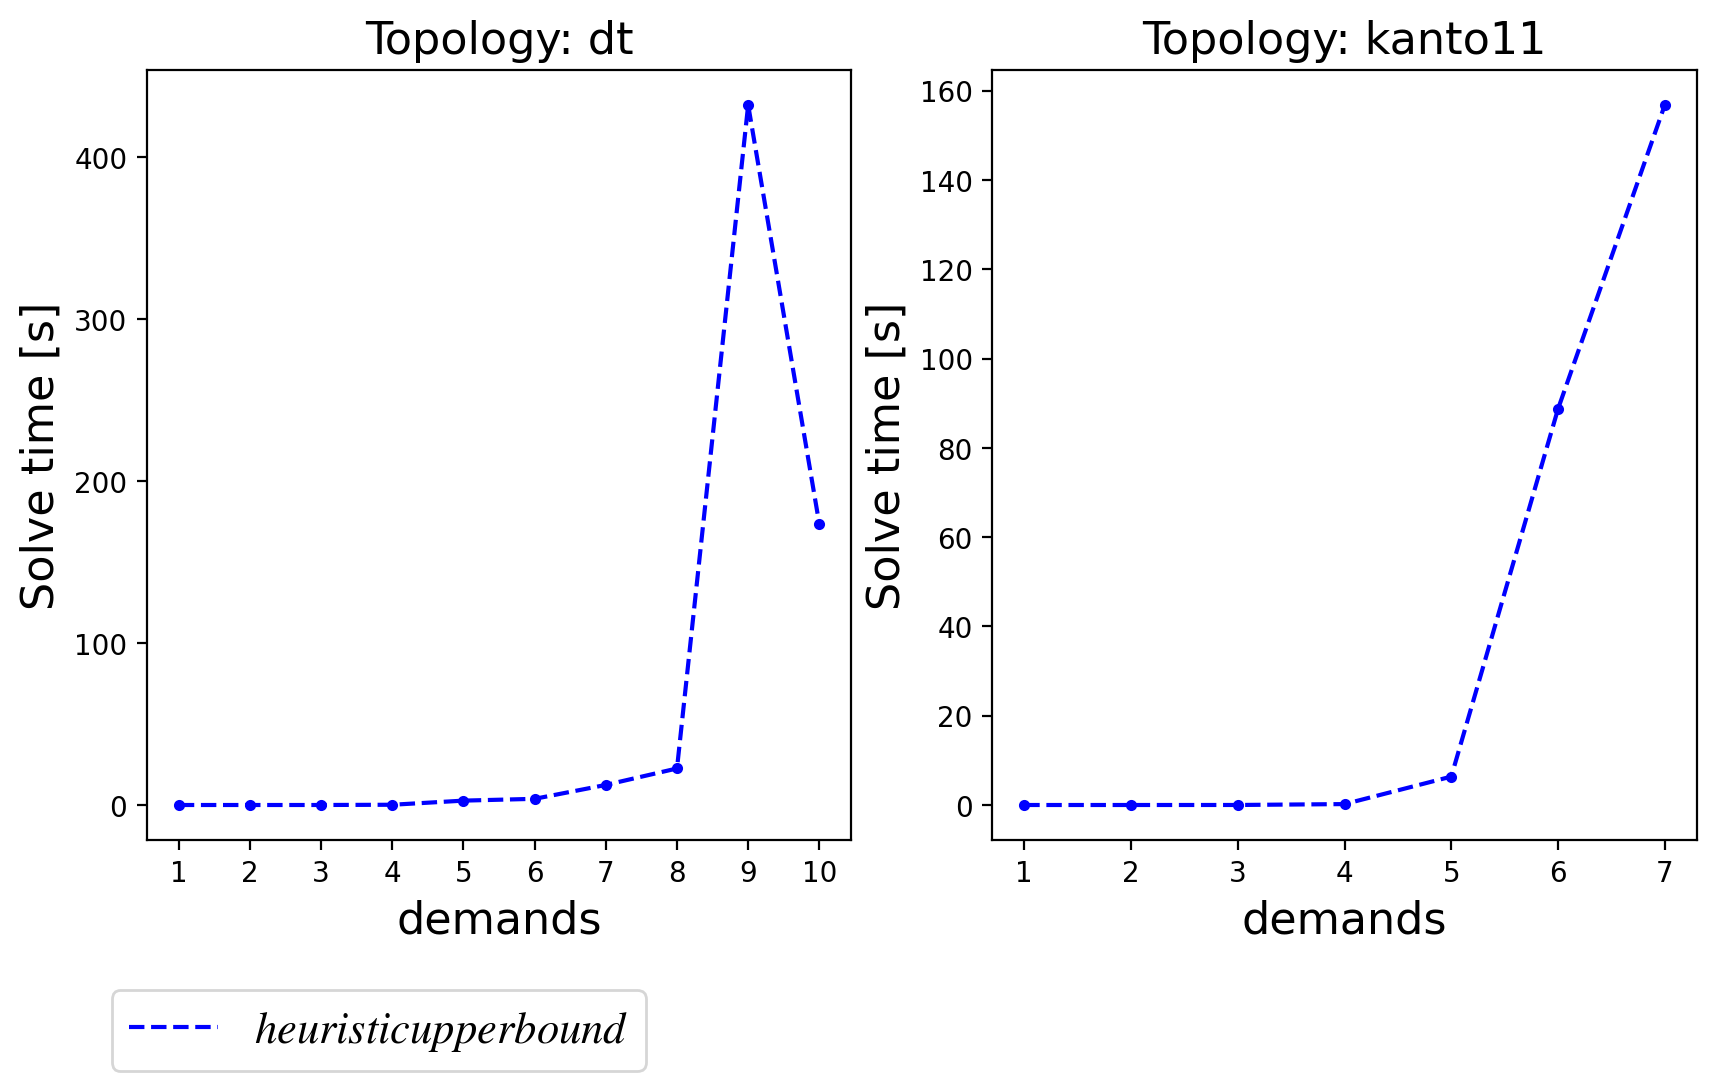 Topology: dt
Solve time [s]
400
300
200
100
0
1 2 3 4 5 6 7 8 9 10
demands
Topology: kanto11
Solve time [s]
160
140
120
100
80
60
40
20
0
1 2 3 4 5 6 7
demands
heuristicupperbound